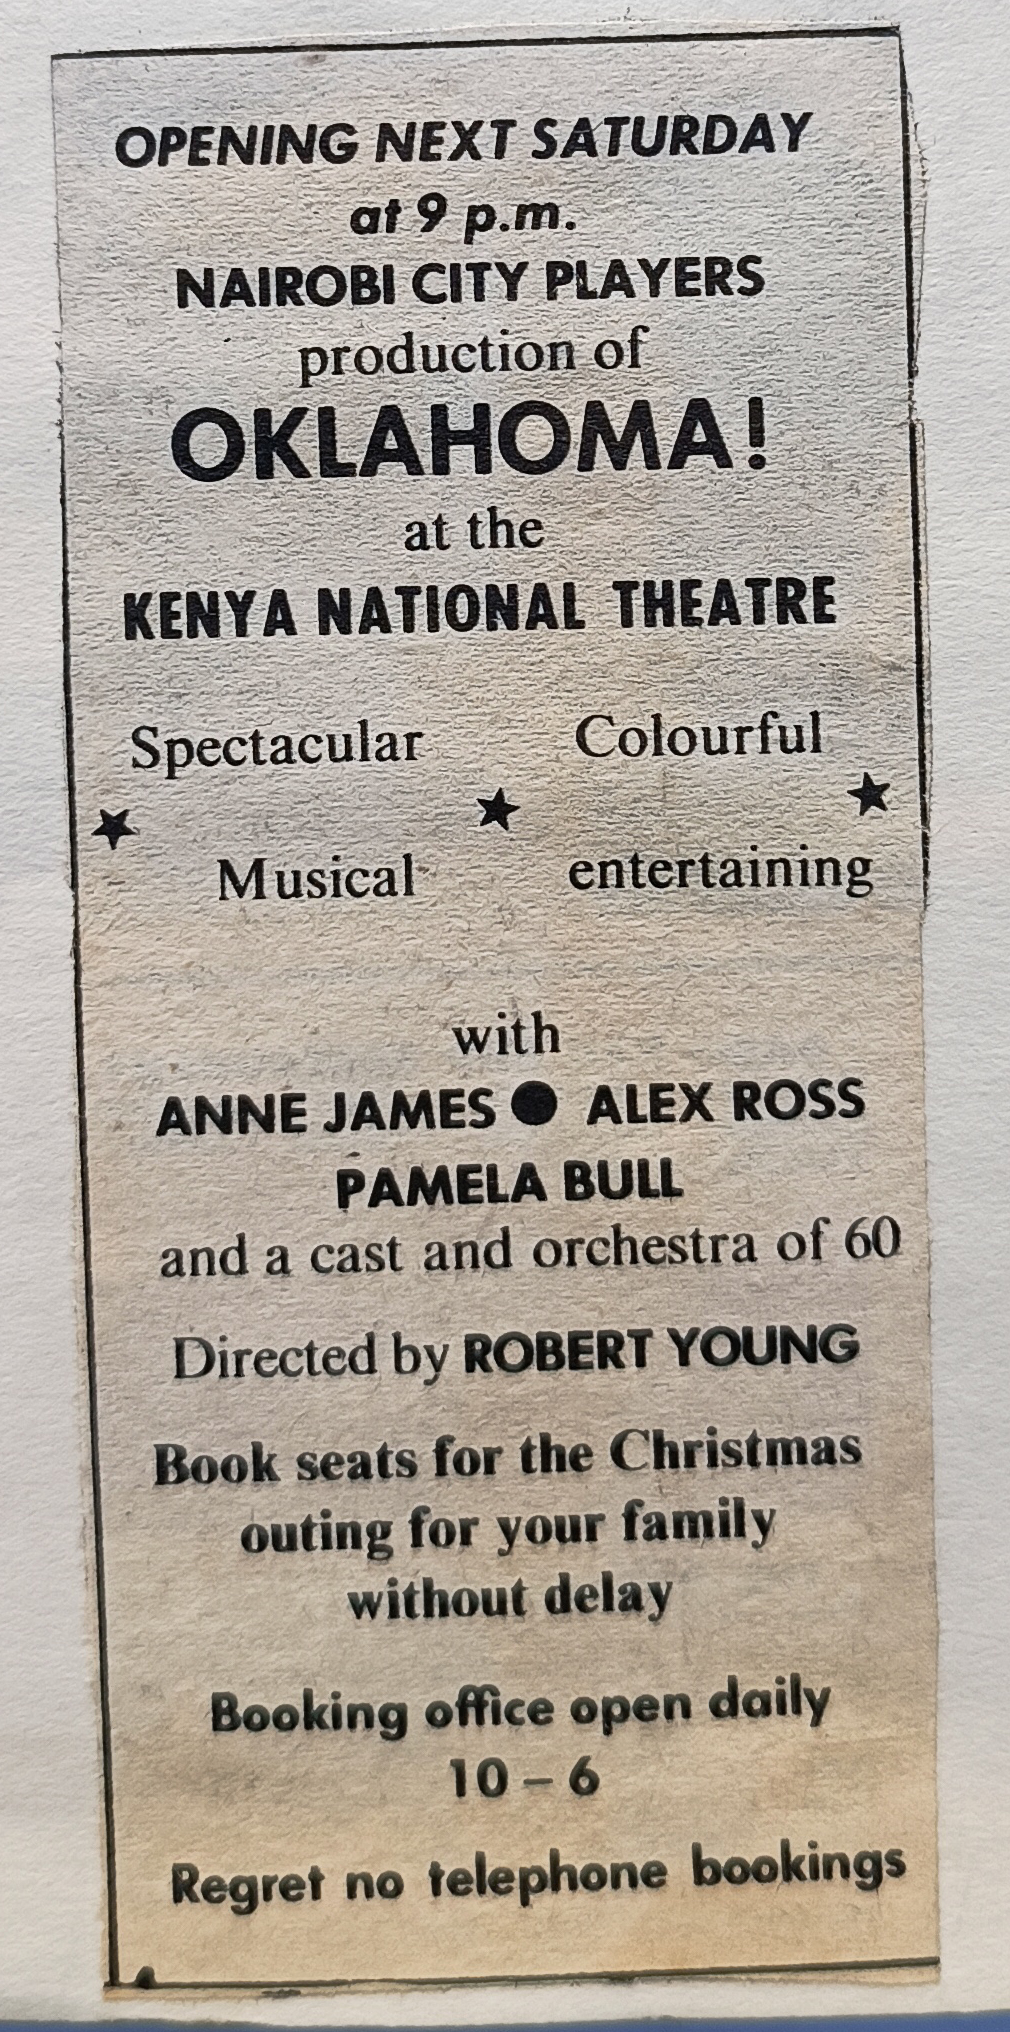 OPENING NEXT SATURDAY
at 9 p.m.
NAIROBI CITY PLAYERS
production of
OKLAHOMA!
at the
KENYA NATIONAL THEATRE
Spectacular Colourful
★ ★ ★
Musical entertaining
with
ANNE JAMES ● ALEX ROSS
PAMELA BULL
and a cast and orchestra of 60
Directed by ROBERT YOUNG
Book seats for the Christmas
outing for your family
without delay
Booking office open daily
10 – 6
Regret no telephone bookings